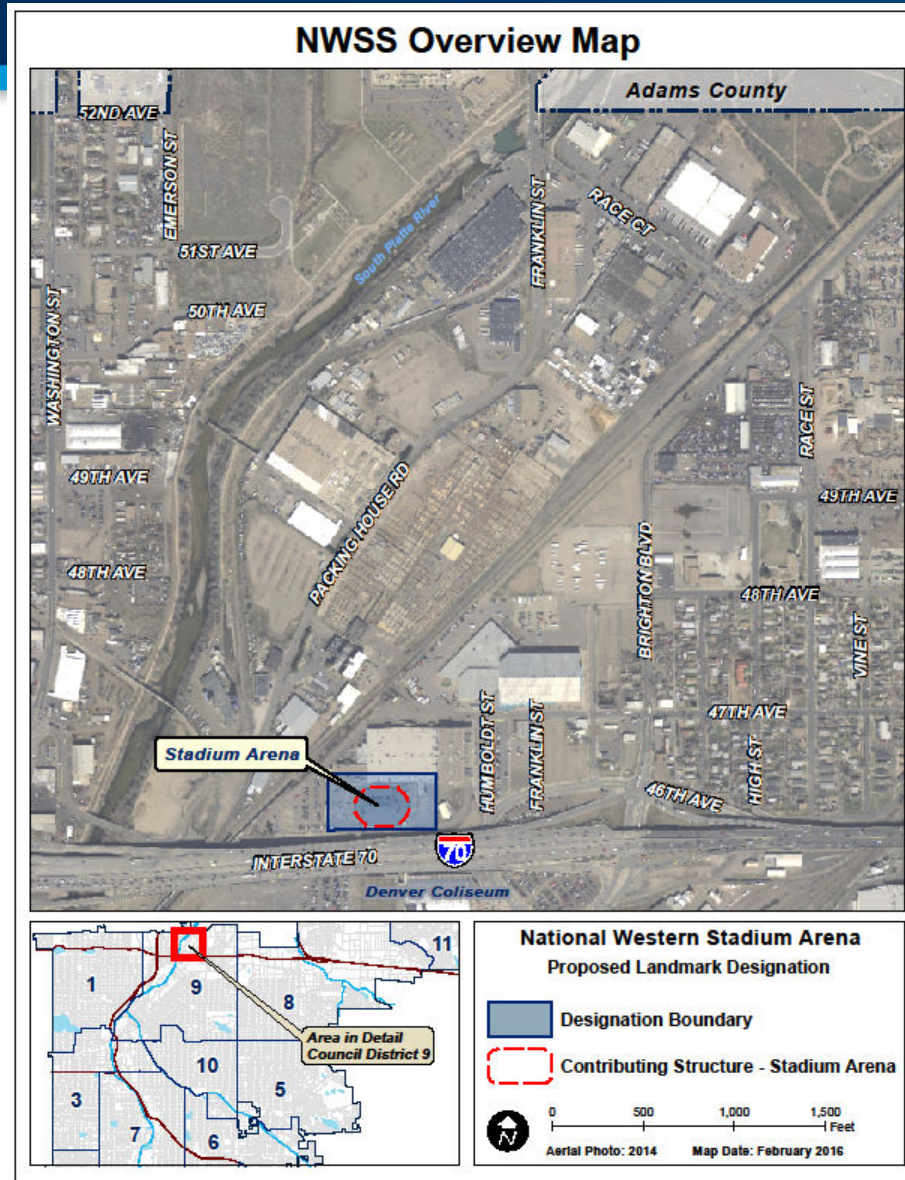 NWSS Overview Map
Adams County
52ND AVE
EMERSON ST
FRANKLIN ST
RACE CT
South Platte River
51ST AVE
50TH AVE
WASHINGTON ST
RACE ST
49TH AVE
PACKING HOUSE RD
49TH AVE
BRIGHTON BLVD
48TH AVE
48TH AVE
VINE ST
HUMBOLDT ST
FRANKLIN ST
47TH AVE
HIGH ST
Stadium Arena
46TH AVE
INTERSTATE 70
70
Denver Coliseum
11
1
9
8
Area in Detail
Council District 9
10
3
5
7
6
National Western Stadium Arena
Proposed Landmark Designation
Designation Boundary
Contributing Structure - Stadium Arena
N
0 500 1,000 1,500
Feet
Aerial Photo: 2014 Map Date: February 2016